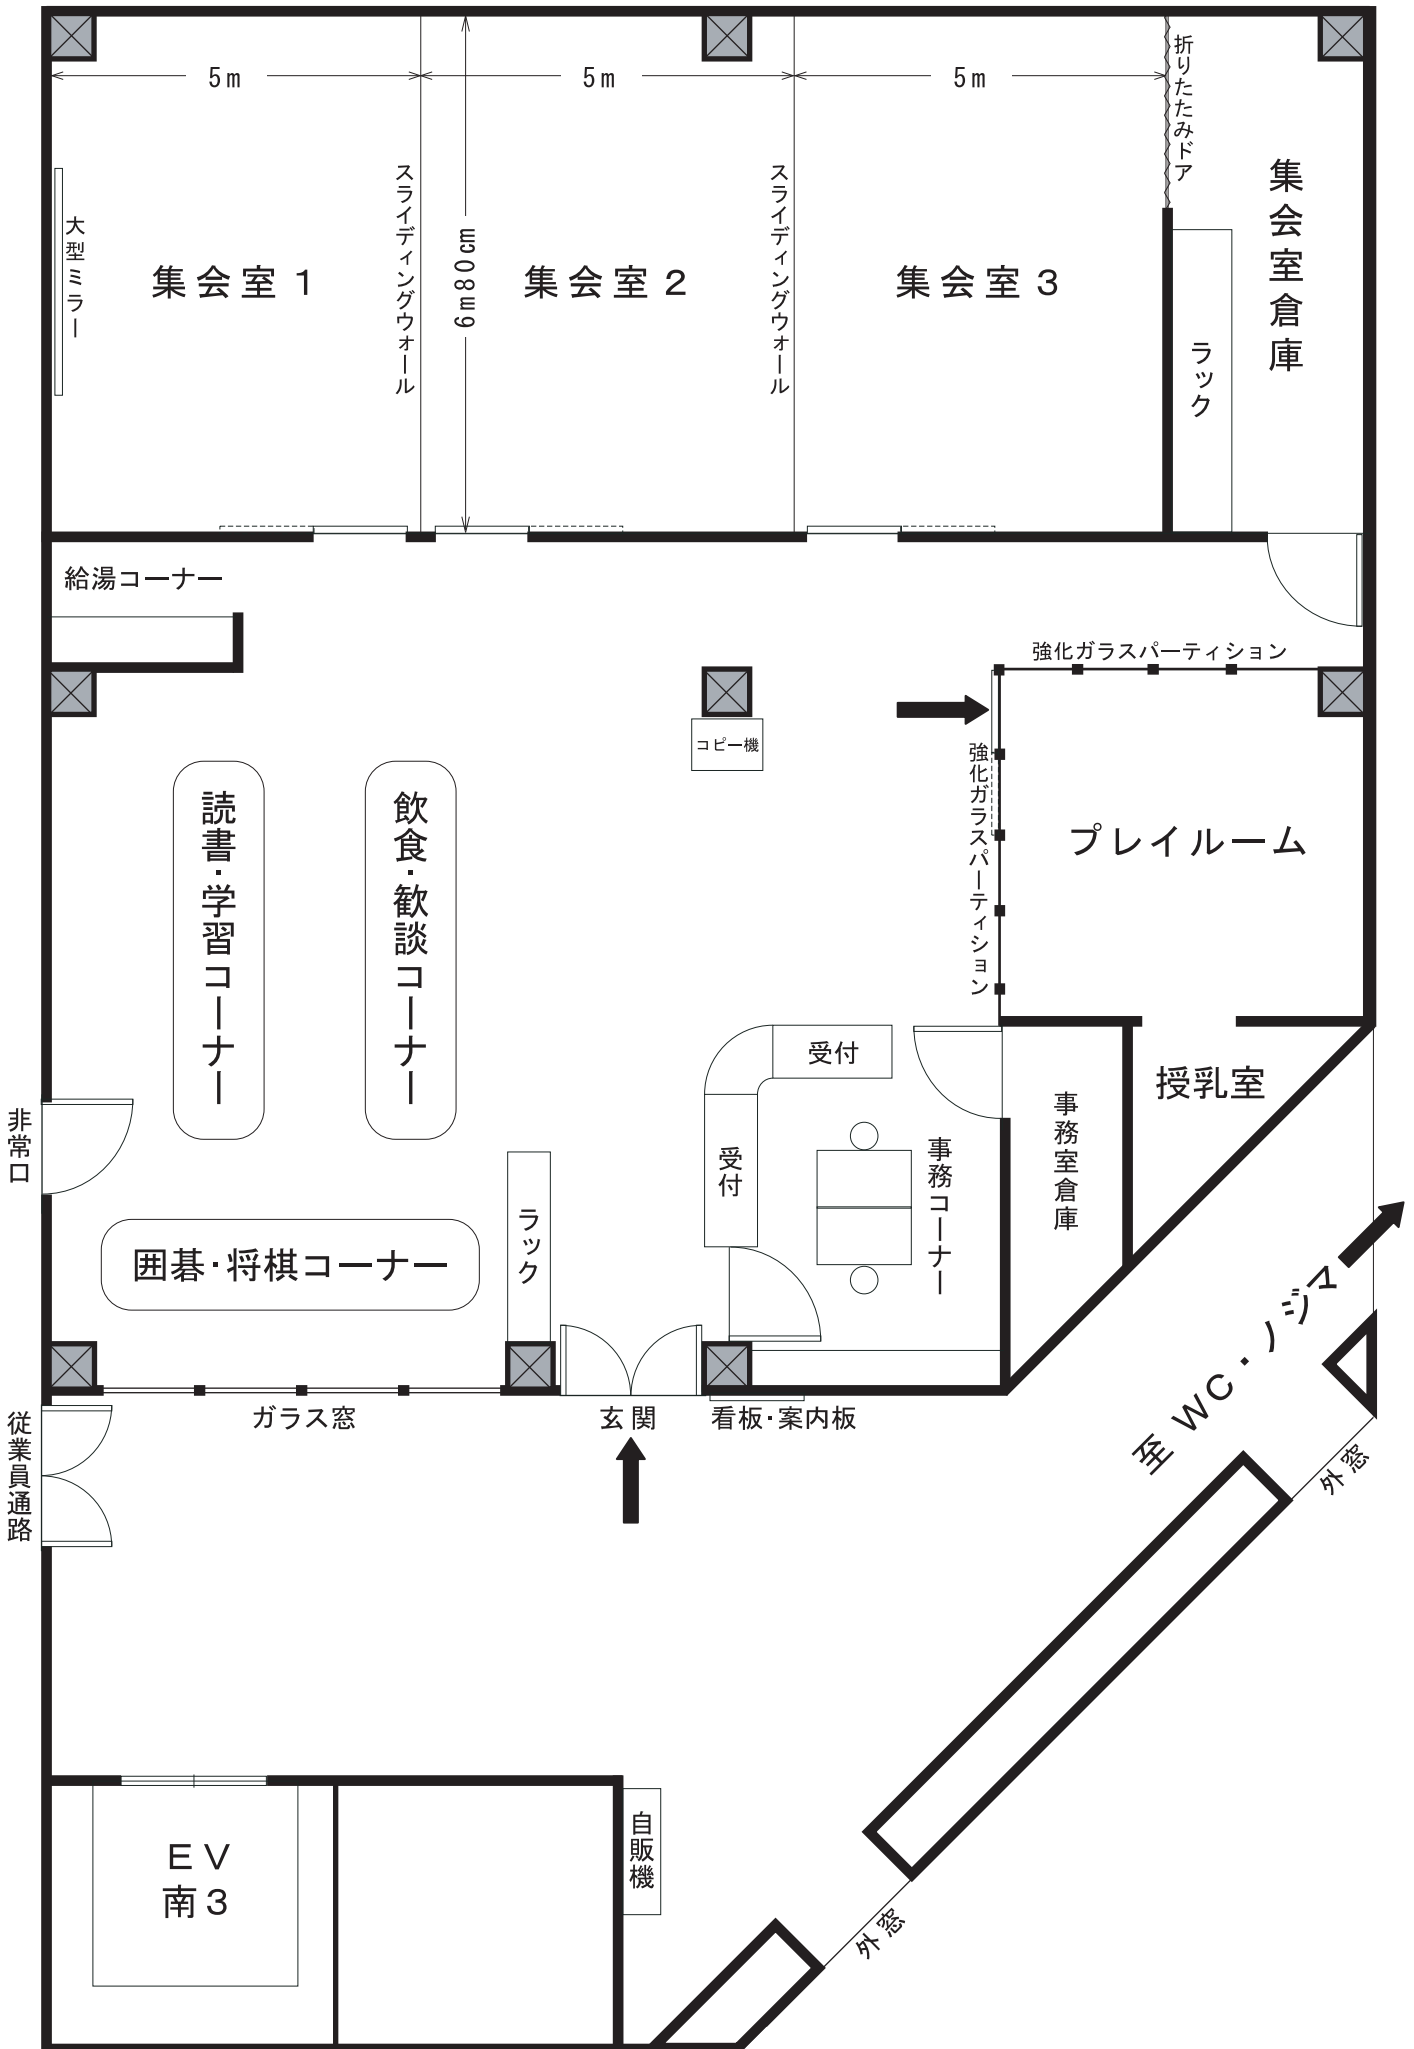 5m
5m
5m
折りたたみドア
大型ミラー
集会室１
スライディングウォール
6m80cm
集会室２
スライディングウォール
集会室３
ラック
集会室倉庫
給湯コーナー
強化ガラスパーティション
コピー機
強化ガラスパーティション
プレイルーム
読書・学習コーナー
飲食・歓談コーナー
受付
受付
事務コーナー
事務室倉庫
授乳室
非常口
囲碁・将棋コーナー
ラック
ガラス窓
玄関
看板・案内板
従業員通路
至 WC・ノジマ
外窓
EV
南3
自販機
外窓